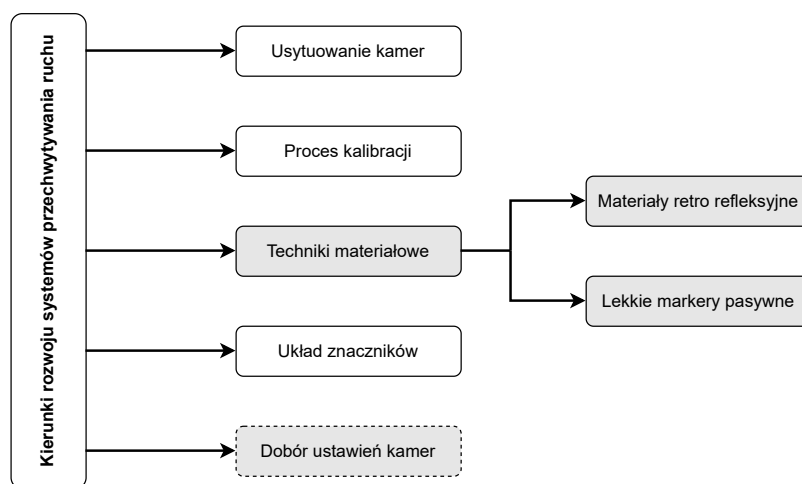 Kierunki rozwoju systemów przechwytywania ruchu
Usytuowanie kamer
Proces kalibracji
Techniki materiałowe
Układ znaczników
Dobór ustawień kamer
Materiały retro refleksyjne
Lekkie markery pasywne